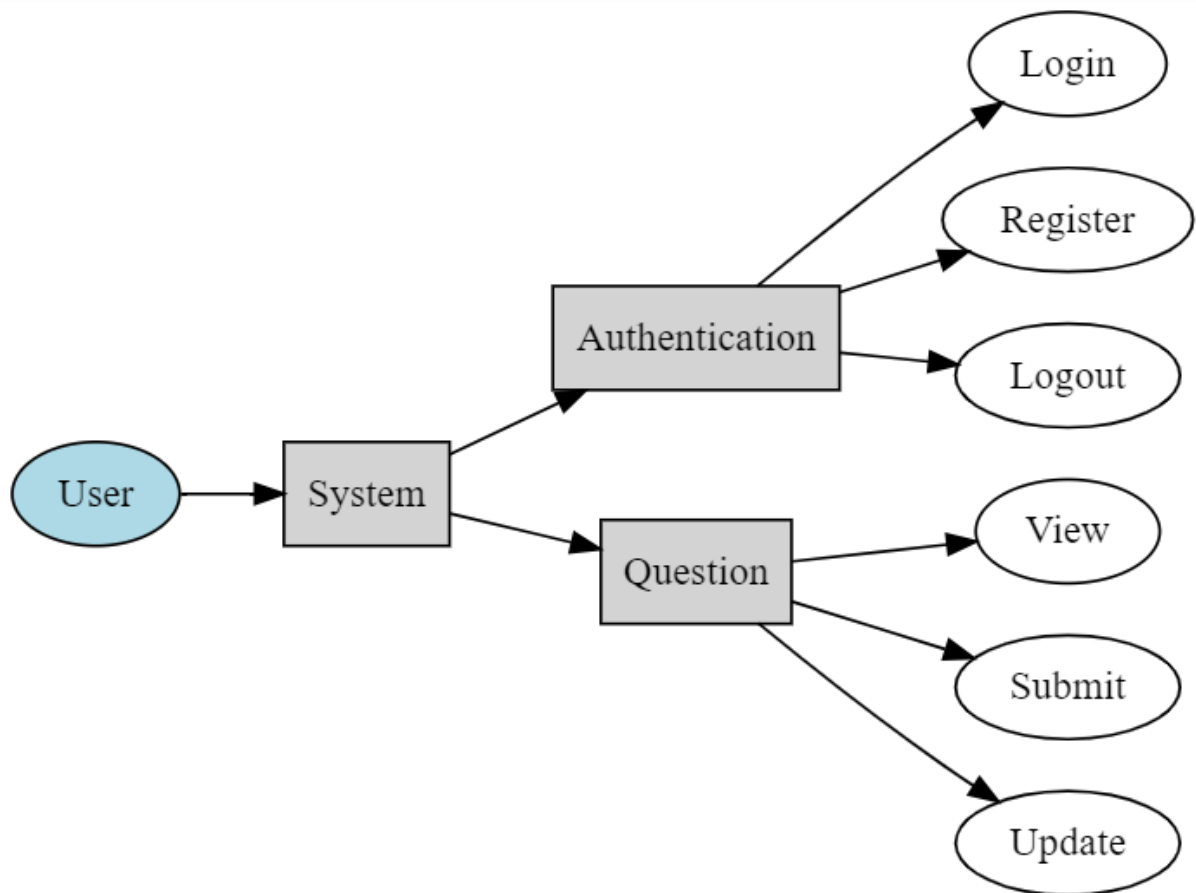 Login
Register
Authentication
Logout
User
System
View
Question
Submit
Update